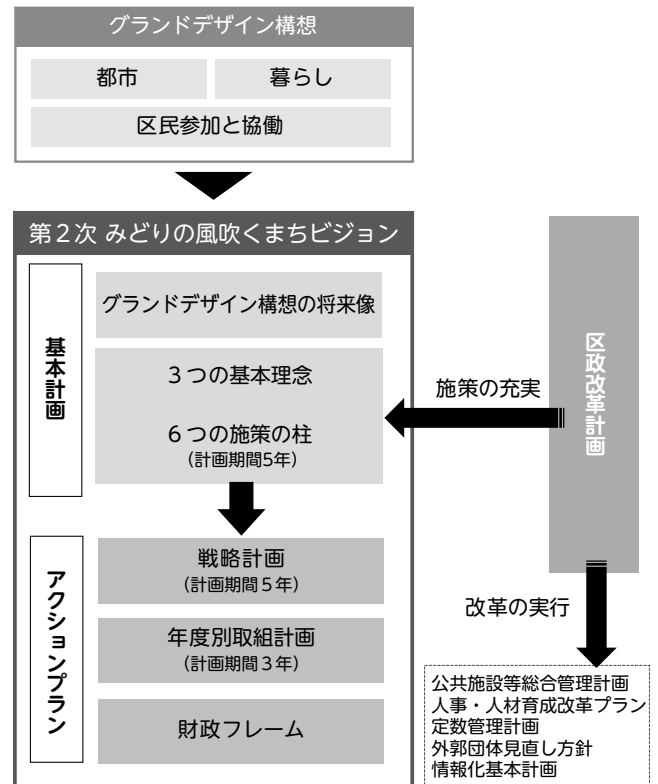 グランドデザイン構想
都市
暮らし
区民参加と協働
第２次 みどりの風吹くまちビジョン
基本計画
グランドデザイン構想の将来像
３つの基本理念
６つの施策の柱
(計画期間5年)
アクションプラン
戦略計画
(計画期間５年)
年度別取組計画
(計画期間３年)
財政フレーム
施策の充実
区政改革計画
改革の実行
公共施設等総合管理計画
人事・人材育成改革プラン
定数管理計画
外郭団体見直し方針
情報化基本計画